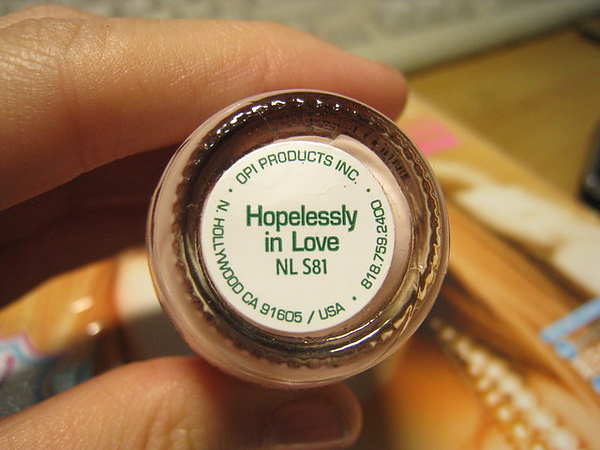 OPI PRODUCTS INC.
Hopelessly
in Love
NL S81
N. HOLLYWOOD CA 91605 / USA • 818.759.2400